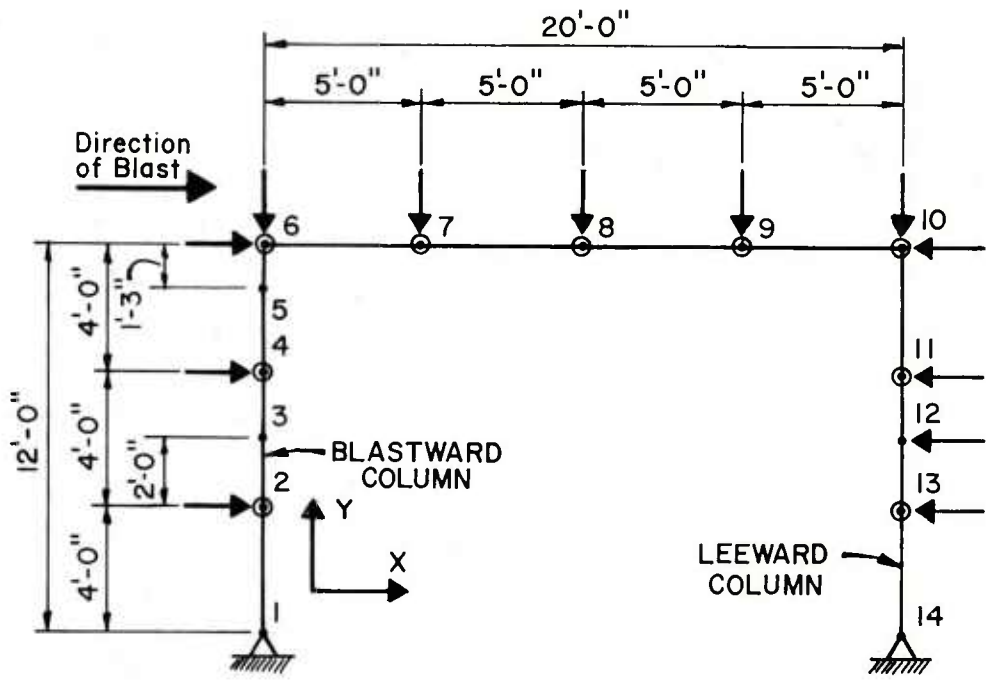 20'-0"
5'-0" 5'-0" 5'-0" 5'-0"
Direction
of Blast
6 7 8 9 10
4'-0" 1'-3"
5
4 11
12'-0"
4'-0"
3 12
2'-0"
BLASTWARD
COLUMN
2 13
Y
4'-0"
X
LEEWARD
COLUMN
1 14